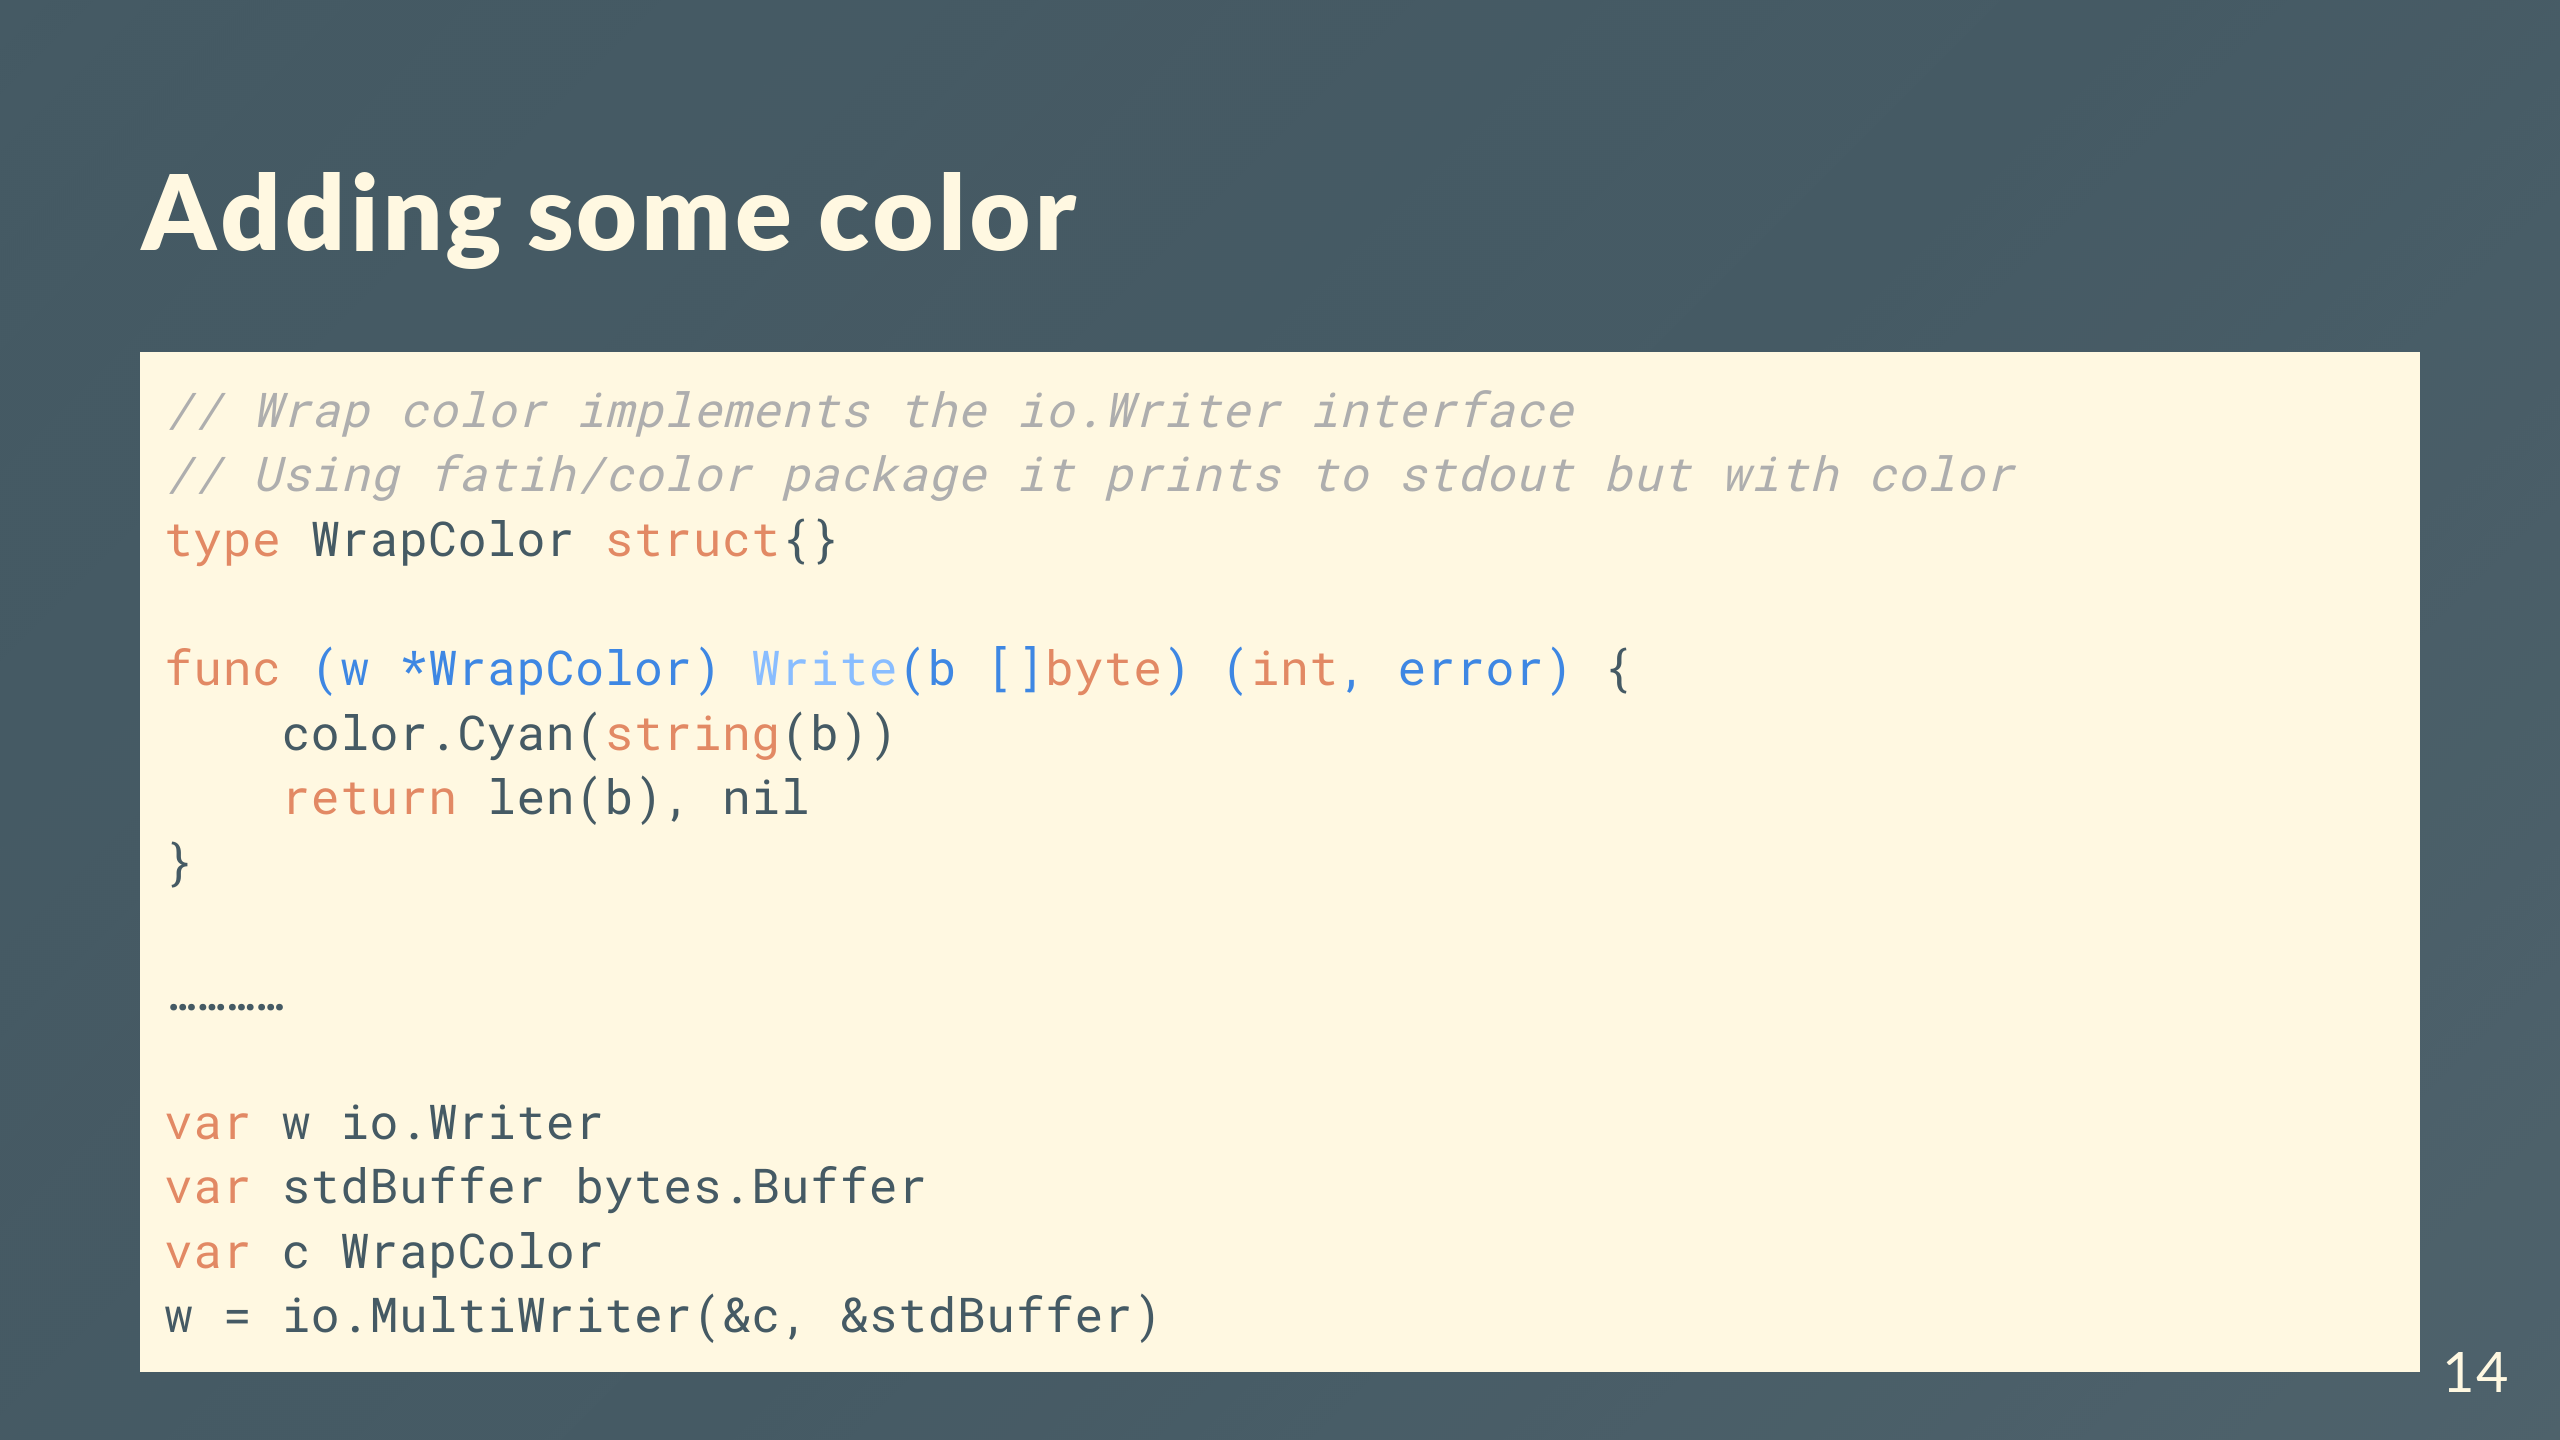 Adding some color
// Wrap color implements the io.Writer interface
// Using fatih/color package it prints to stdout but with color
type WrapColor struct{}
func (w *WrapColor) Write(b []byte) (int, error) {
    color.Cyan(string(b))
    return len(b), nil
}
…………
var w io.Writer
var stdBuffer bytes.Buffer
var c WrapColor
w = io.MultiWriter(&c, &stdBuffer)
14